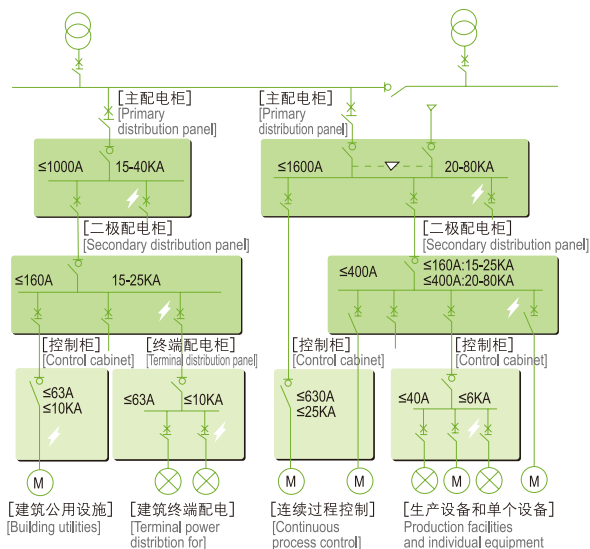 [主配电柜]
[Primary
distribution panel]
[主配电柜]
[Primary
distribution panel]
≤1000A
15-40KA
≤1600A
20-80KA
[二极配电柜]
[Secondary distribution panel]
[二极配电柜]
[Secondary distribution panel]
≤160A
15-25KA
≤400A
≤160A:15-25KA
≤400A:20-80KA
[控制柜]
[Control cabinet]
[终端配电柜]
[Terminal distribution panel]
[控制柜]
[Control cabinet]
[控制柜]
[Control cabinet]
≤63A
≤10KA
≤63A
≤10KA
≤630A
≤25KA
≤40A
≤6KA
M
M
M
M
M
[建筑公用设施]
[Building utilities]
[建筑终端配电]
[Terminal power
distribtion for]
[连续过程控制]
[Continuous
process control]
[生产设备和单个设备]
[Production facilities
and individual equipment